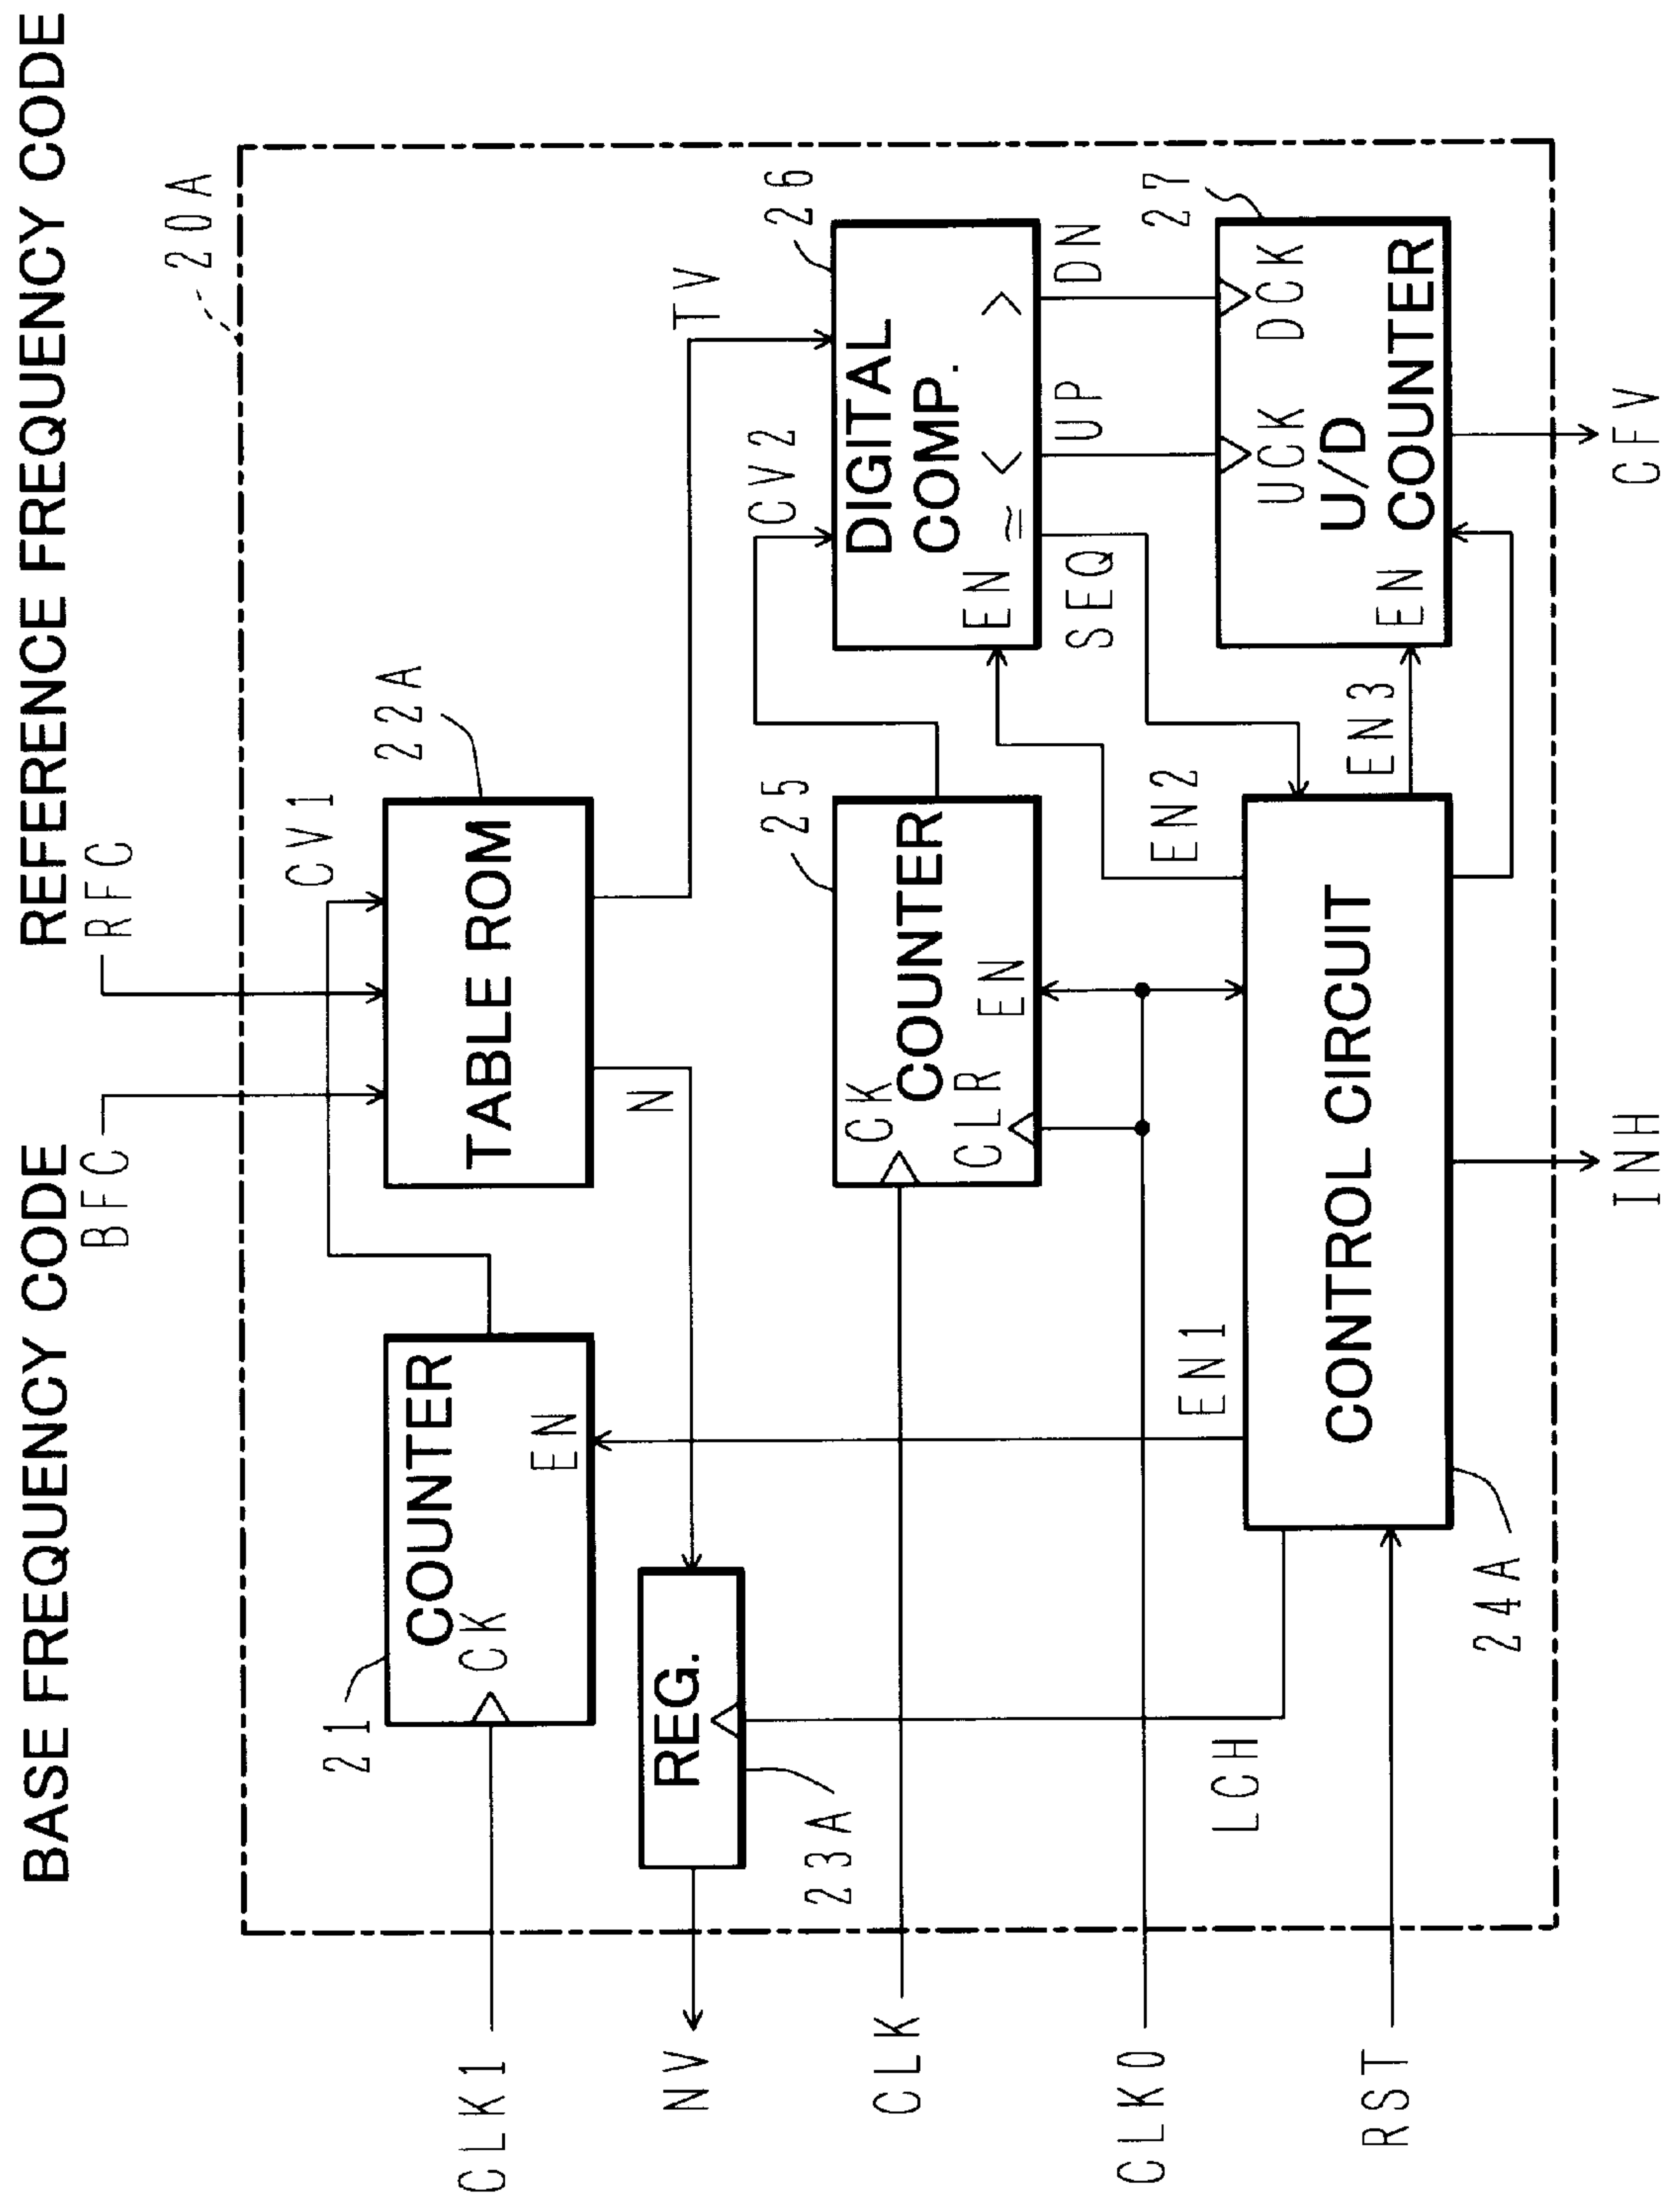 BASE FREQUENCY CODE
REFERENCE FREQUENCY CODE
BFC
RFC
20A
CV1
22A
21
COUNTER
CK
EN
TABLE ROM
N
TV
REG.
23A
CLK1
NV
CLK
CLK0
RST
25
CK
COUNTER
CLR
EN
CV2
26
DIGITAL
COMP.
EN
≃
<
>
SEQ
UP
DN
27
LCH
EN1
EN2
EN3
CONTROL CIRCUIT
24A
UCK
DCK
U/D
COUNTER
EN
INH
CFV